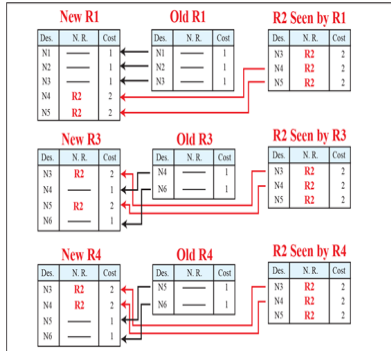 New R1 Old R1 R2 Seen by R1
Des. N. R. Cost Des. N. R. Cost Des. N. R. Cost
N1 1 N1 1 N3 R2 2
N2 1 N2 1 N4 R2 2
N3 1 N3 1 N5 R2 2
N4 R2 2
N5 R2 2
New R3 Old R3 R2 Seen by R3
Des. N. R. Cost Des. N. R. Cost Des. N. R. Cost
N3 R2 2 N4 1 N3 R2 2
N4 1 N6 1 N4 R2 2
N5 R2 2 N5 R2 2
N6 1
New R4 Old R4 R2 Seen by R4
Des. N. R. Cost Des. N. R. Cost Des. N. R. Cost
N3 R2 2 N5 1 N3 R2 2
N4 R2 2 N6 1 N4 R2 2
N5 1 N5 R2 2
N6 1